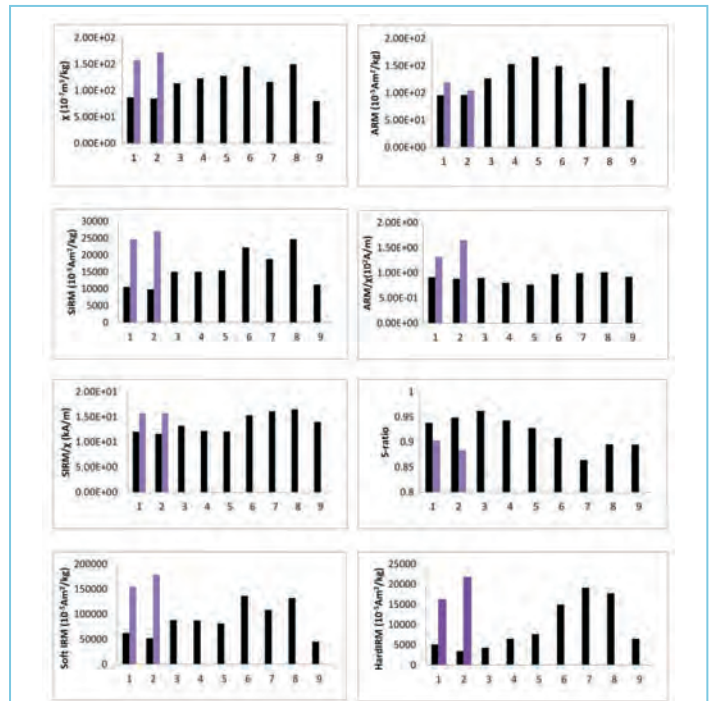 χ (10⁻⁷m³/kg)
2.00E+02
1.50E+02
1.00E+02
5.00E+01
0.00E+00
1 2 3 4 5 6 7 8 9
ARM (10⁻⁵Am²/kg)
2.00E+02
1.50E+02
1.00E+02
5.00E+01
0.00E+00
1 2 3 4 5 6 7 8 9
SIRM (10⁻⁵Am²/kg)
30000
25000
20000
15000
10000
5000
0
1 2 3 4 5 6 7 8 9
ARM/χ(10²A/m)
2.00E+00
1.50E+00
1.00E+00
5.00E-01
0.00E+00
1 2 3 4 5 6 7 8 9
SIRM/χ (kA/m)
2.00E+01
1.50E+01
1.00E+01
5.00E+00
0.00E+00
1 2 3 4 5 6 7 8 9
S-ratio
1
0.95
0.9
0.85
0.8
1 2 3 4 5 6 7 8 9
Soft IRM (10⁻⁵Am²/kg)
200000
150000
100000
50000
0
1 2 3 4 5 6 7 8 9
HardIRM (10⁻⁵Am²/kg)
25000
20000
15000
10000
5000
0
1 2 3 4 5 6 7 8 9